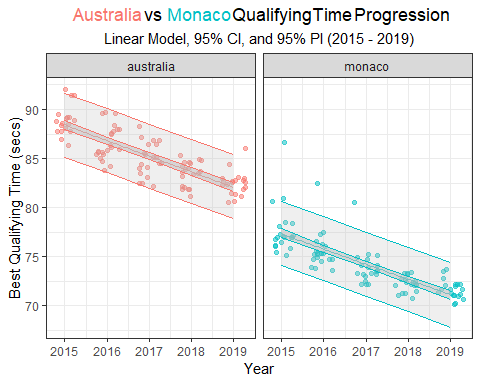 Australia vs Monaco Qualifying Time Progression
Linear Model, 95% CI, and 95% PI (2015 - 2019)
australia
monaco
Best Qualifying Time (secs)
90
85
80
75
70
2015 2016 2017 2018 2019
2015 2016 2017 2018 2019
Year